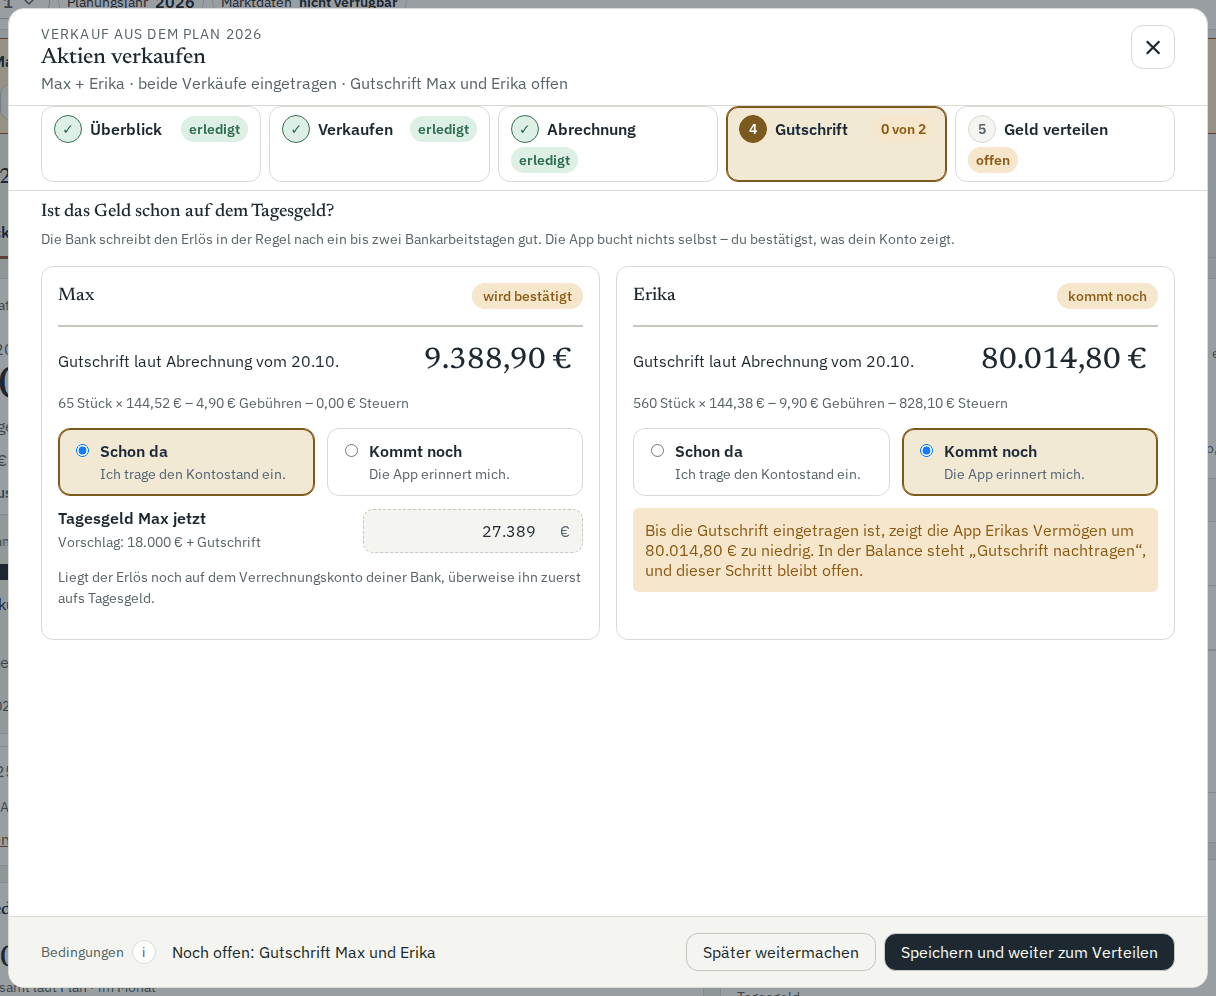 Planungsjahr 2026
Marktdaten nicht verfügbar
VERKAUF AUS DEM PLAN 2026
Aktien verkaufen
Max + Erika · beide Verkäufe eingetragen · Gutschrift Max und Erika offen
✕
✓ Überblick erledigt
✓ Verkaufen erledigt
✓ Abrechnung
erledigt
4 Gutschrift 0 von 2
5 Geld verteilen
offen
Ist das Geld schon auf dem Tagesgeld?
Die Bank schreibt den Erlös in der Regel nach ein bis zwei Bankarbeitstagen gut. Die App bucht nichts selbst – du bestätigst, was dein Konto zeigt.
Max wird bestätigt
Gutschrift laut Abrechnung vom 20.10. 9.388,90 €
65 Stück × 144,52 € – 4,90 € Gebühren – 0,00 € Steuern
Schon da
Ich trage den Kontostand ein.
Kommt noch
Die App erinnert mich.
Tagesgeld Max jetzt
Vorschlag: 18.000 € + Gutschrift
27.389 €
Liegt der Erlös noch auf dem Verrechnungskonto deiner Bank, überweise ihn zuerst
aufs Tagesgeld.
Erika kommt noch
Gutschrift laut Abrechnung vom 20.10. 80.014,80 €
560 Stück × 144,38 € – 9,90 € Gebühren – 828,10 € Steuern
Schon da
Ich trage den Kontostand ein.
Kommt noch
Die App erinnert mich.
Bis die Gutschrift eingetragen ist, zeigt die App Erikas Vermögen um
80.014,80 € zu niedrig. In der Balance steht „Gutschrift nachtragen“,
und dieser Schritt bleibt offen.
Bedingungen i Noch offen: Gutschrift Max und Erika
Später weitermachen
Speichern und weiter zum Verteilen
Tagesgeld